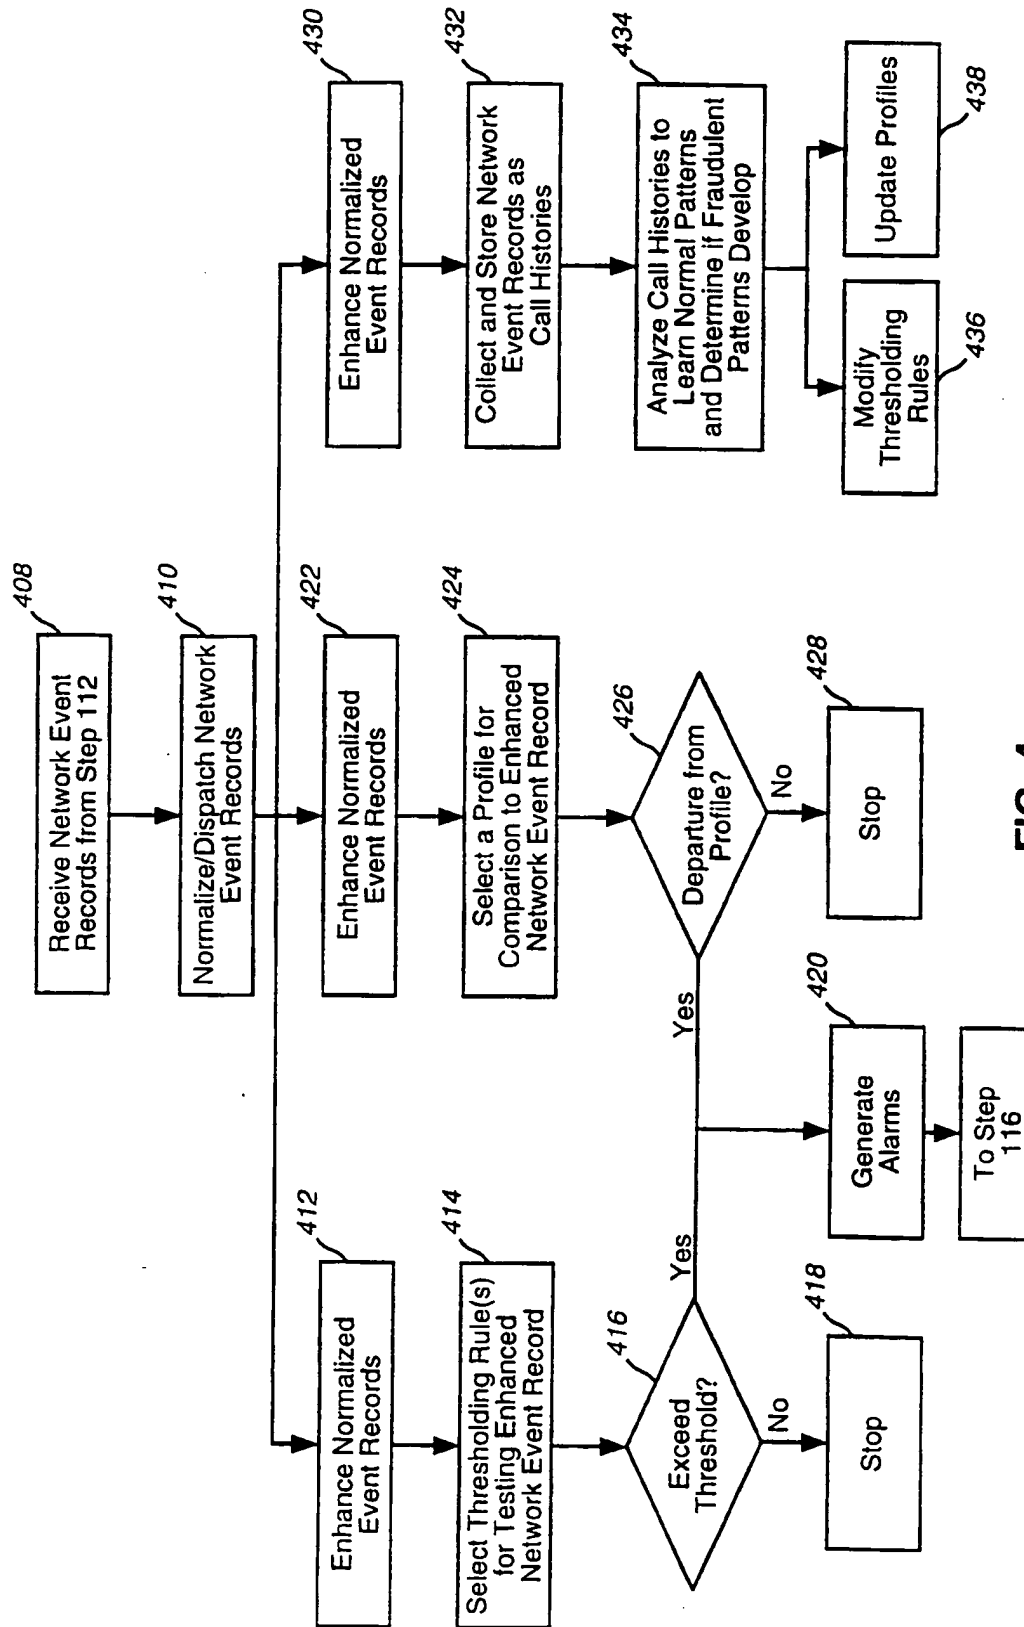 408
Receive Network Event
Records from Step 112
410
Normalize/Dispatch Network
Event Records
412
Enhance Normalized
Event Records
414
Select Thresholding Rule(s)
for Testing Enhanced
Network Event Record
416
Exceed
Threshold?
Yes
No
418
Stop
422
Enhance Normalized
Event Records
424
Select a Profile for
Comparison to Enhanced
Network Event Record
426
Departure from
Profile?
Yes
No
428
Stop
420
Generate
Alarms
To Step
116
430
Enhance Normalized
Event Records
432
Collect and Store Network
Event Records as
Call Histories
434
Analyze Call Histories to
Learn Normal Patterns
and Determine if Fraudulent
Patterns Develop
Modify
Thresholding
Rules
436
Update Profiles
438